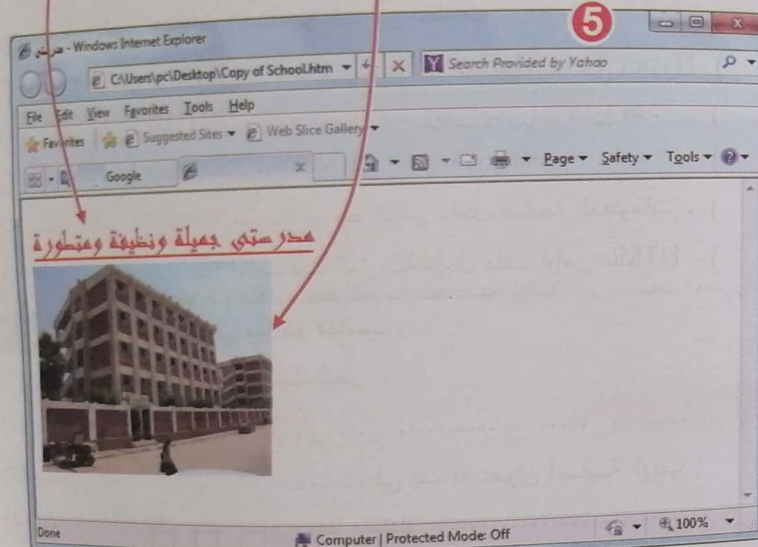 5
مدرستى - Windows Internet Explorer
C:\Users\pc\Desktop\Copy of School.htm
Search Provided by Yahoo
File Edit View Favorites Tools Help
Favorites Suggested Sites Web Slice Gallery
Google Page Safety Tools
مدرستى جميلة ونظيفة ومتطورة
Done Computer | Protected Mode: Off 100%